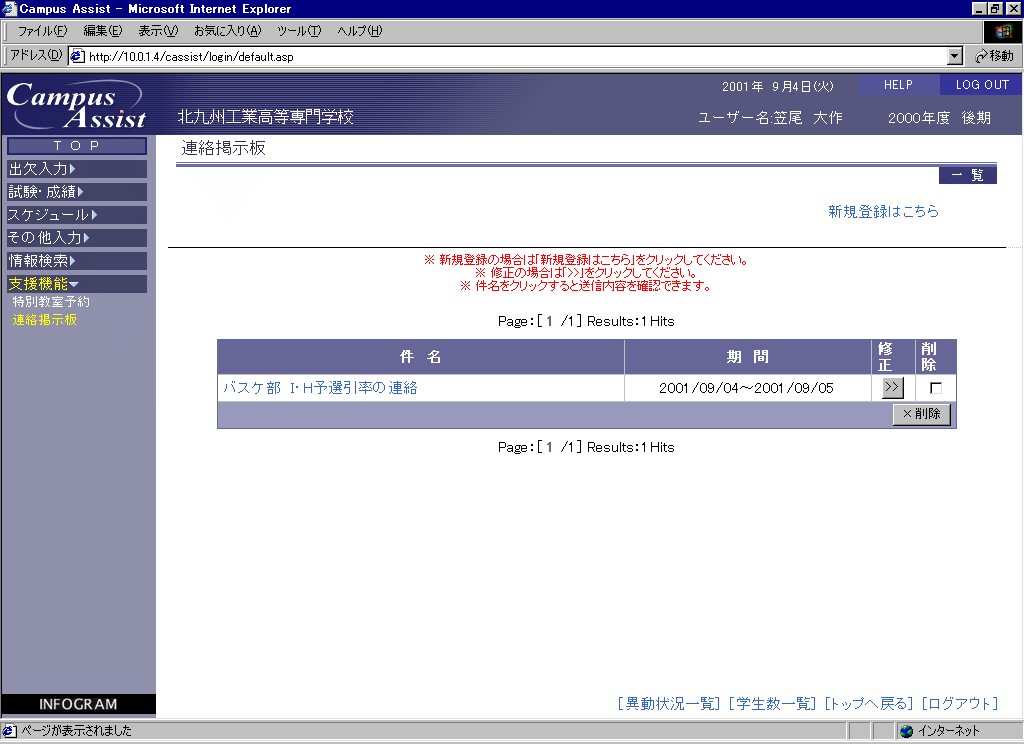 Campus Assist - Microsoft Internet Explorer
ファイル(F) 編集(E) 表示(V) お気に入り(A) ツール(T) ヘルプ(H)
アドレス(D) http://10.0.1.4/cassist/login/default.asp 移動
Campus Assist
北九州工業高等専門学校
2001年 9月4日(火) HELP LOG OUT
ユーザー名:笠尾 大作 2000年度 後期
TOP
出欠入力
試験・成績
スケジュール
その他入力
情報検索
支援機能
特別教室予約
連絡掲示板
INFOGRAM
連絡掲示板
一 覧
新規登録はこちら
※ 新規登録の場合は「新規登録はこちら」をクリックしてください。
※ 修正の場合は「>>」をクリックしてください。
※ 件名をクリックすると送信内容を確認できます。
Page:[ 1 /1] Results:1 Hits
件 名 期 間 修正 削除
バスケ部 I・H予選引率の連絡 2001/09/04～2001/09/05 >>
×削除
Page:[ 1 /1] Results:1 Hits
[異動状況一覧] [学生数一覧] [トップへ戻る] [ログアウト]
ページが表示されました インターネット